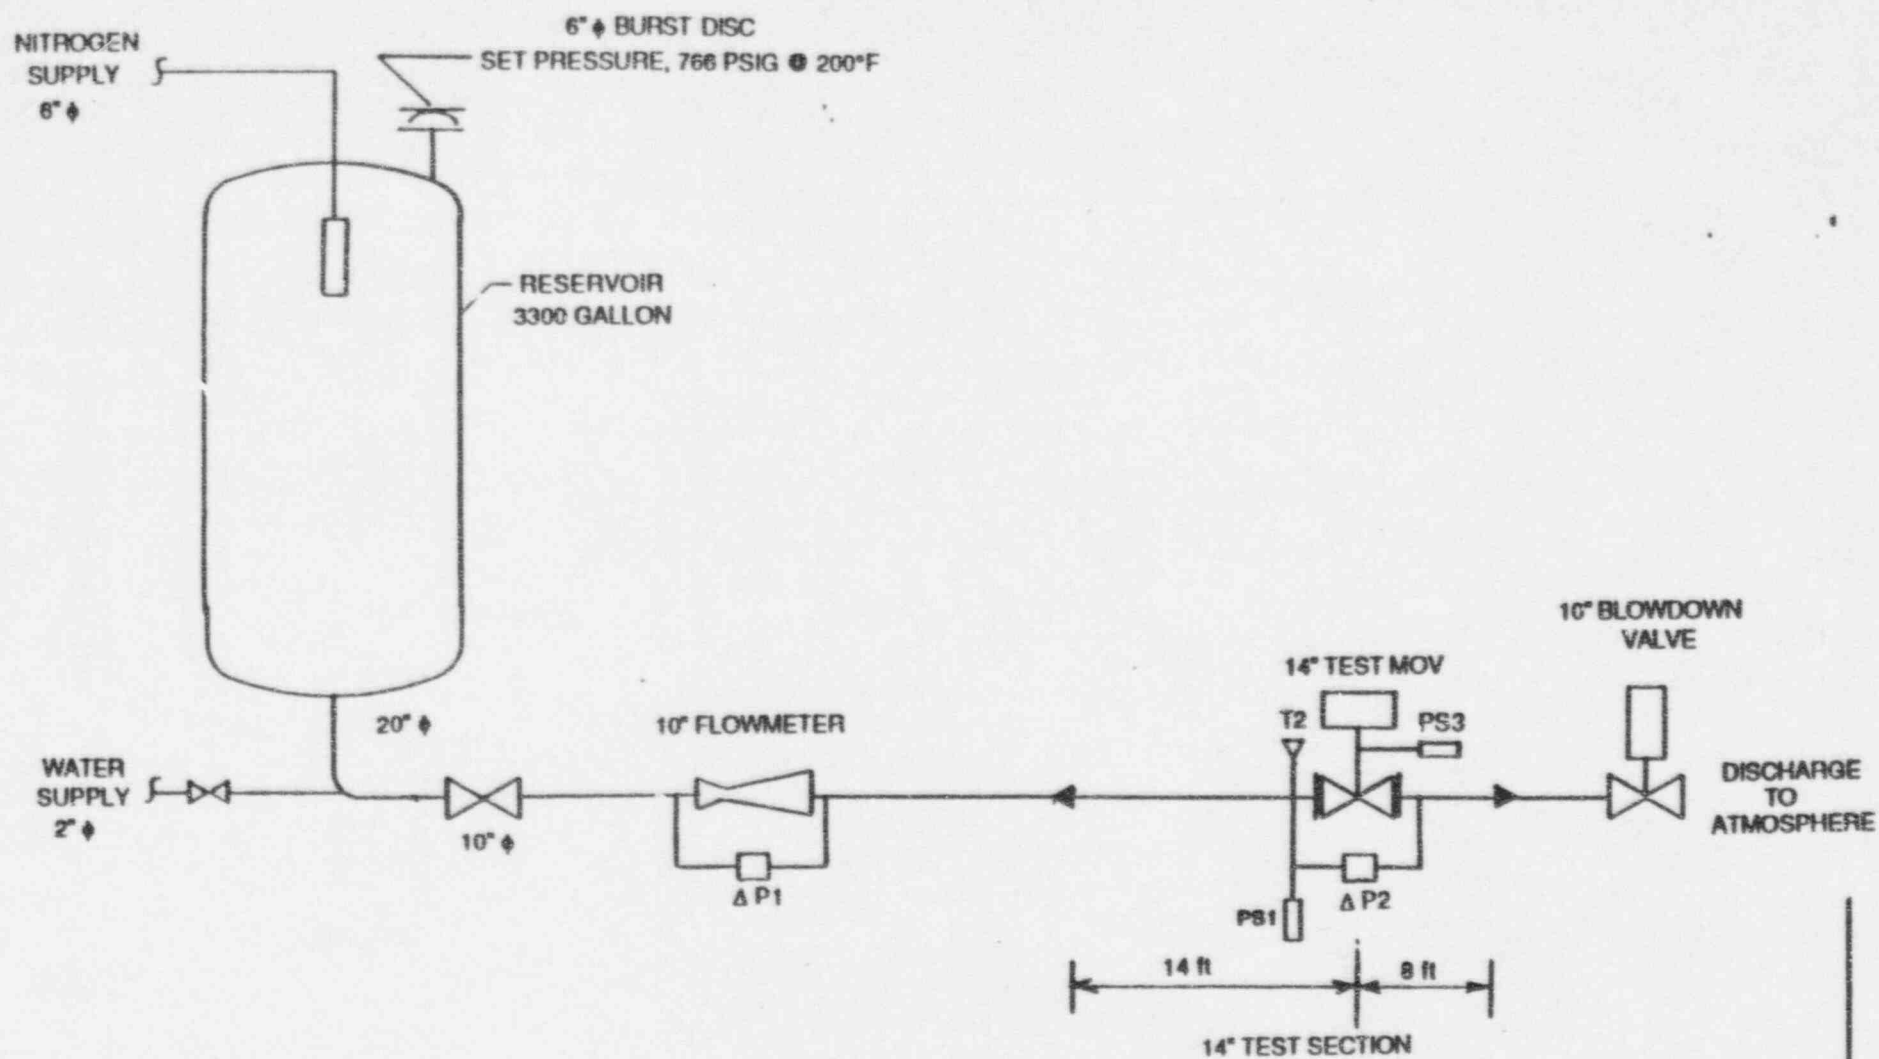 NITROGEN
SUPPLY
6" ϕ
6" ϕ BURST DISC
SET PRESSURE, 766 PSIG @ 200°F
RESERVOIR
3300 GALLON
20" ϕ
WATER
SUPPLY
2" ϕ
10" ϕ
10" FLOWMETER
Δ P1
14" TEST MOV
T2
PS3
PS1
Δ P2
10" BLOWDOWN
VALVE
DISCHARGE
TO
ATMOSPHERE
14 ft
8 ft
14" TEST SECTION